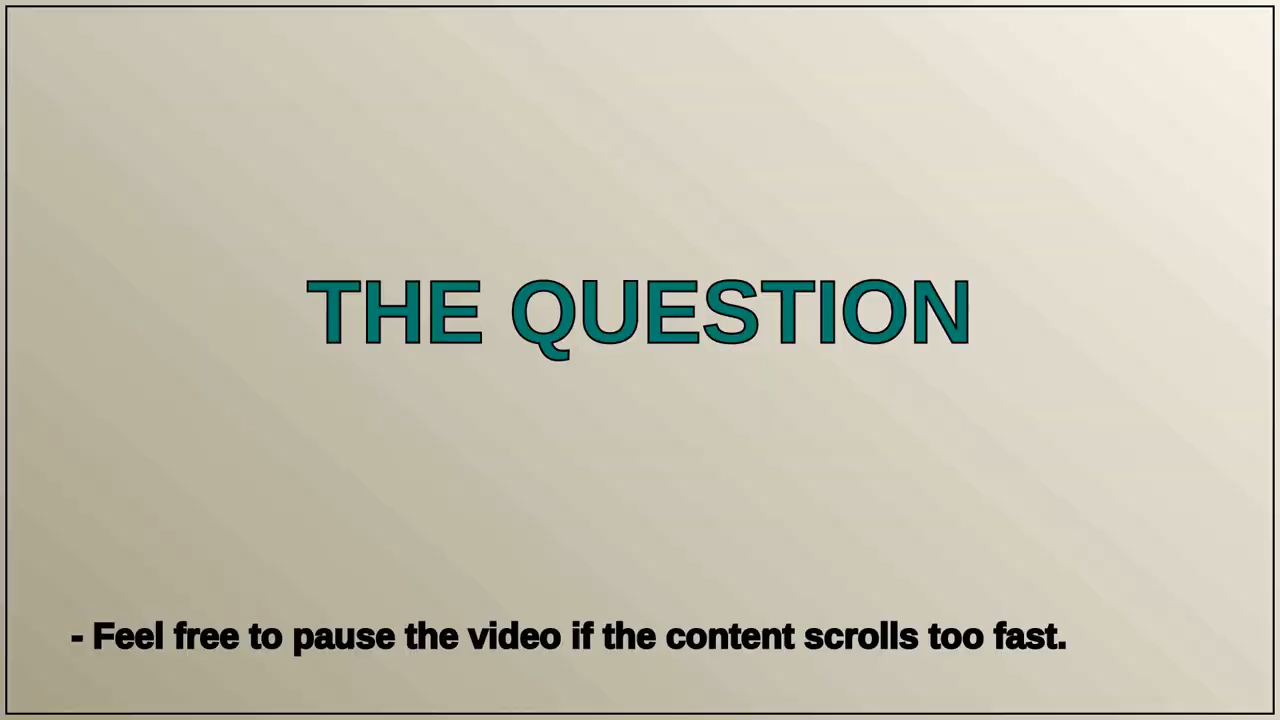 THE QUESTION
- Feel free to pause the video if the content scrolls too fast.